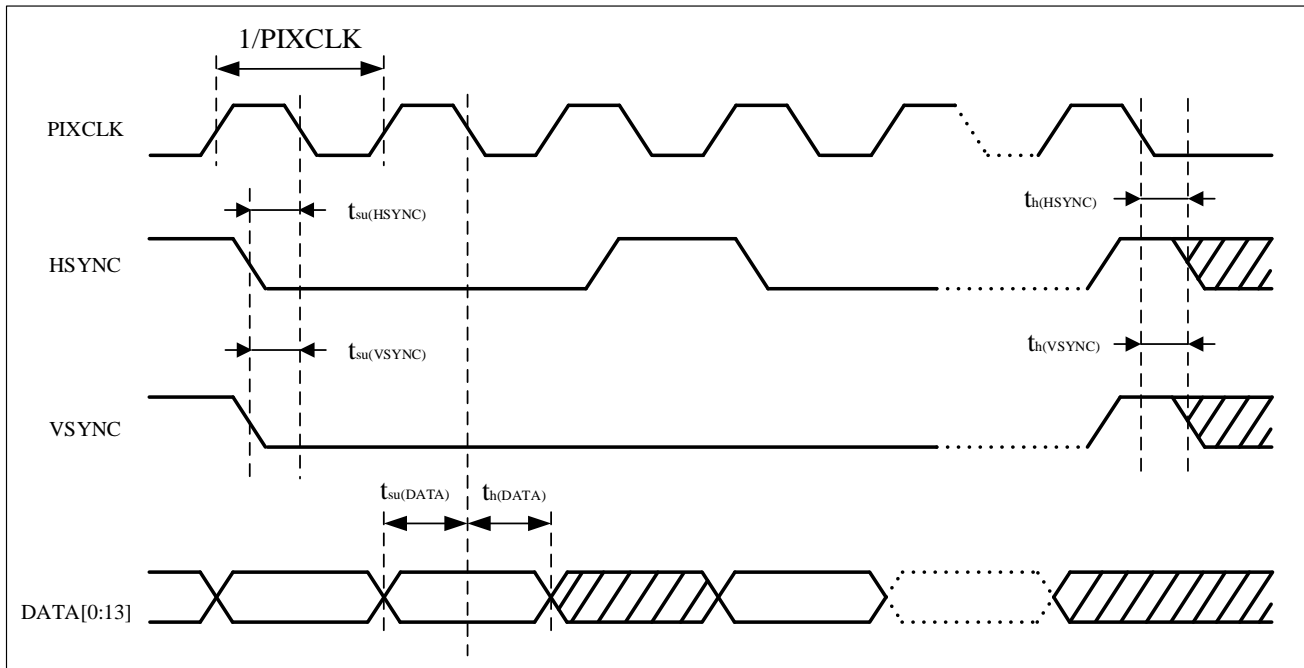 1/PIXCLK
PIXCLK
tsu(HSYNC)
th(HSYNC)
HSYNC
tsu(VSYNC)
th(VSYNC)
VSYNC
tsu(DATA) th(DATA)
DATA[0:13]